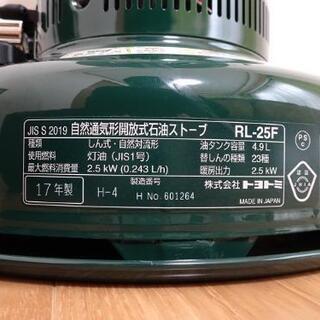 JIS S 2019 自然通気形開放式石油ストーブ RL-25F
種類 しん式・自然対流形 油タンク容量 4.9L
使用燃料 灯油 (JIS1号) 替しんの種類 23種
最大燃料消費量 2.5 kW (0.243 L/h) 暖房出力 2.5 kW
17年製 H-4 製造番号 H No. 601264 株式会社 トヨトミ
MADE IN JAPAN
PS
C